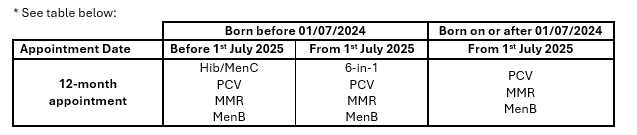 * See table below:
Born before 01/07/2024 Born on or after 01/07/2024
Appointment Date Before 1st July 2025 From 1st July 2025 From 1st July 2025
12-month appointment
Hib/MenC
PCV
MMR
MenB
6-in-1
PCV
MMR
MenB
PCV
MMR
MenB